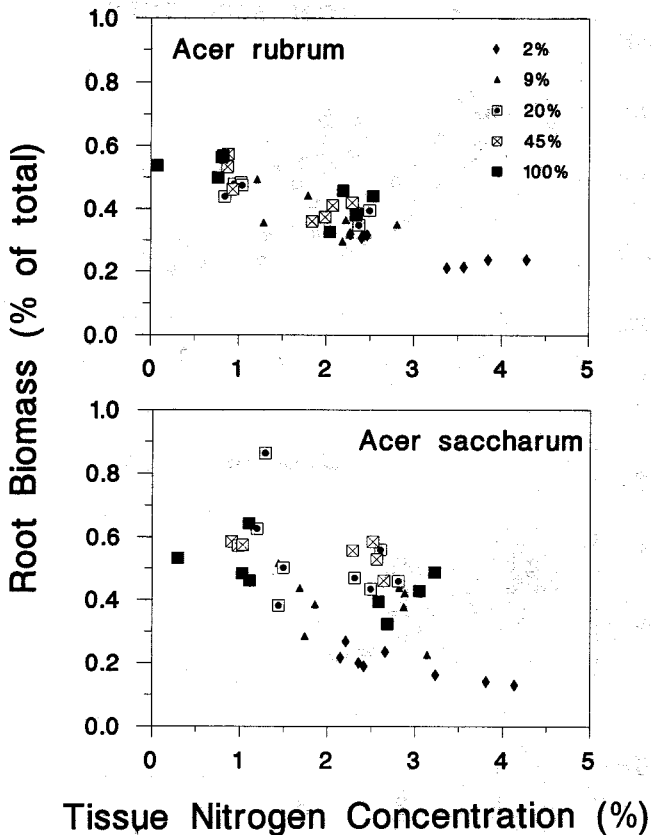 Root Biomass (% of total)
1.0
0.8
0.6
0.4
0.2
0.0
Acer rubrum
2%
9%
20%
45%
100%
0 1 2 3 4 5
1.0
0.8
0.6
0.4
0.2
0.0
Acer saccharum
0 1 2 3 4 5
Tissue Nitrogen Concentration (%)